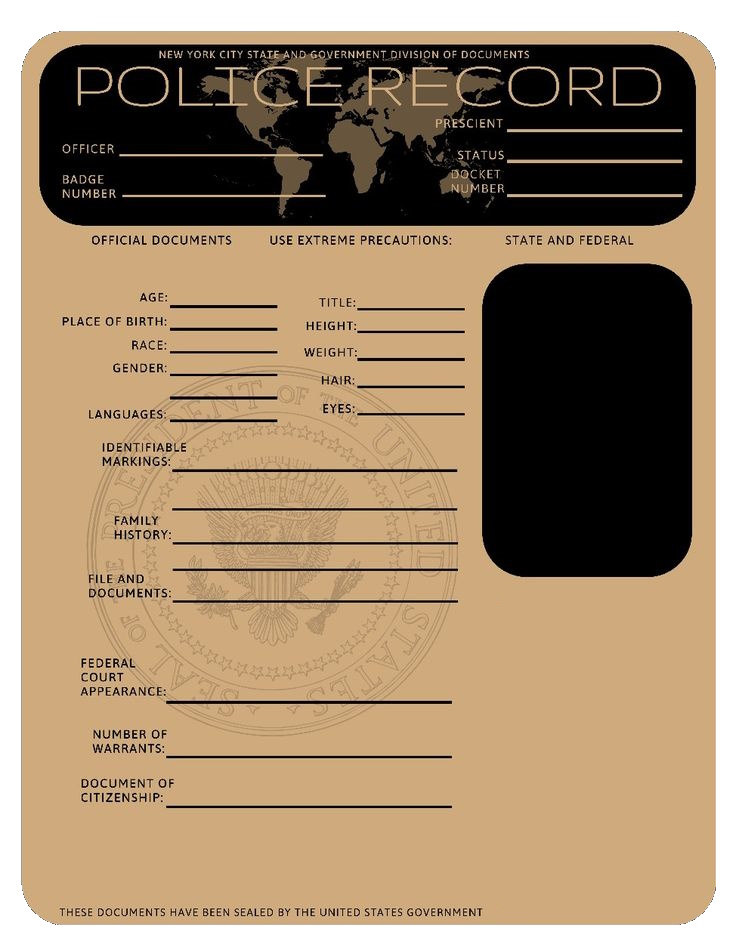 NEW YORK CITY STATE AND GOVERNMENT DIVISION OF DOCUMENTS
POLICE RECORD
PRESCIENT
OFFICER
STATUS
BADGE
NUMBER
DOCKET
NUMBER
OFFICIAL DOCUMENTS USE EXTREME PRECAUTIONS: STATE AND FEDERAL
AGE:
TITLE:
PLACE OF BIRTH:
HEIGHT:
RACE:
WEIGHT:
GENDER:
HAIR:
EYES:
LANGUAGES:
IDENTIFIABLE
MARKINGS:
FAMILY
HISTORY:
FILE AND
DOCUMENTS:
FEDERAL
COURT
APPEARANCE:
NUMBER OF
WARRANTS:
DOCUMENT OF
CITIZENSHIP:
SEAL OF THE PRESIDENT OF THE UNITED STATES
THESE DOCUMENTS HAVE BEEN SEALED BY THE UNITED STATES GOVERNMENT